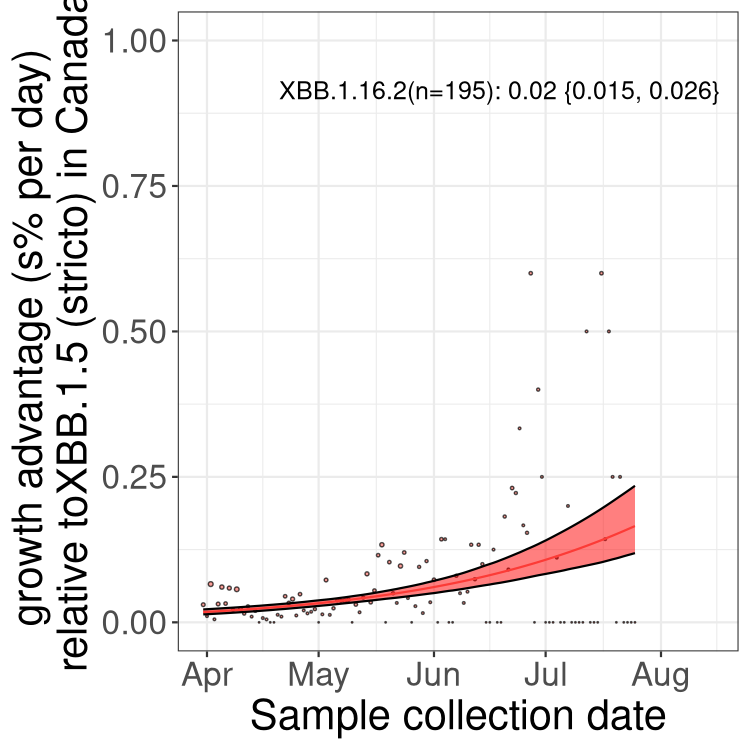 growth advantage (s% per day)
relative toXBB.1.5 (stricto) in Canada
1.00
0.75
0.50
0.25
0.00
XBB.1.16.2(n=195): 0.02 {0.015, 0.026}
Apr May Jun Jul Aug
Sample collection date